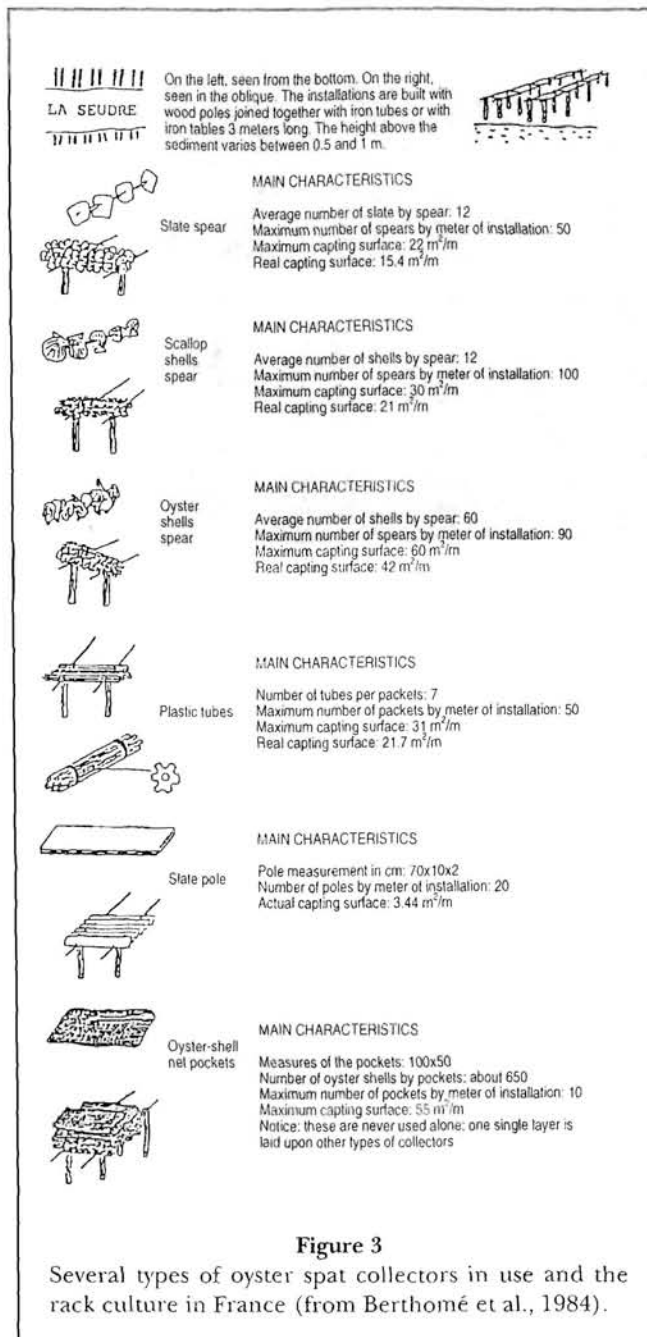 On the left, seen from the bottom. On the right,
seen in the oblique. The installations are built with
wood poles joined together with iron tubes or with
iron tables 3 meters long. The height above the
sediment varies between 0.5 and 1 m.
LA SEUDRE
Slate spear
MAIN CHARACTERISTICS
Average number of slate by spear: 12
Maximum number of spears by meter of installation: 50
Maximum capting surface: 22 m²/m
Real capting surface: 15.4 m²/m
Scallop
shells
spear
MAIN CHARACTERISTICS
Average number of shells by spear: 12
Maximum number of spears by meter of installation: 100
Maximum capting surface: 30 m²/m
Real capting surface: 21 m²/m
Oyster
shells
spear
MAIN CHARACTERISTICS
Average number of shells by spear: 60
Maximum number of spears by meter of installation: 90
Maximum capting surface: 60 m²/m
Real capting surface: 42 m²/m
Plastic tubes
MAIN CHARACTERISTICS
Number of tubes per packets: 7
Maximum number of packets by meter of installation: 50
Maximum capting surface: 31 m²/m
Real capting surface: 21.7 m²/m
Slate pole
MAIN CHARACTERISTICS
Pole measurement in cm: 70x10x2
Number of poles by meter of installation: 20
Actual capting surface: 3.44 m²/m
Oyster-shell
net pockets
MAIN CHARACTERISTICS
Measures of the pockets: 100x50
Number of oyster shells by pockets: about 650
Maximum number of pockets by meter of installation: 10
Maximum capting surface: 55 m²/m
Notice: these are never used alone: one single layer is
laid upon other types of collectors
Figure 3
Several types of oyster spat collectors in use and the
rack culture in France (from Berthomé et al., 1984).